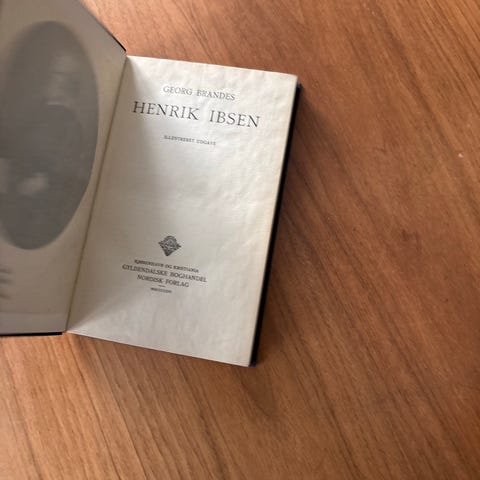 GEORG BRANDES
HENRIK IBSEN
ILLUSTRERET UDGAVE
KJØBENHAVN OG KRISTIANIA
GYLDENDALSKE BOGHANDEL
NORDISK FORLAG